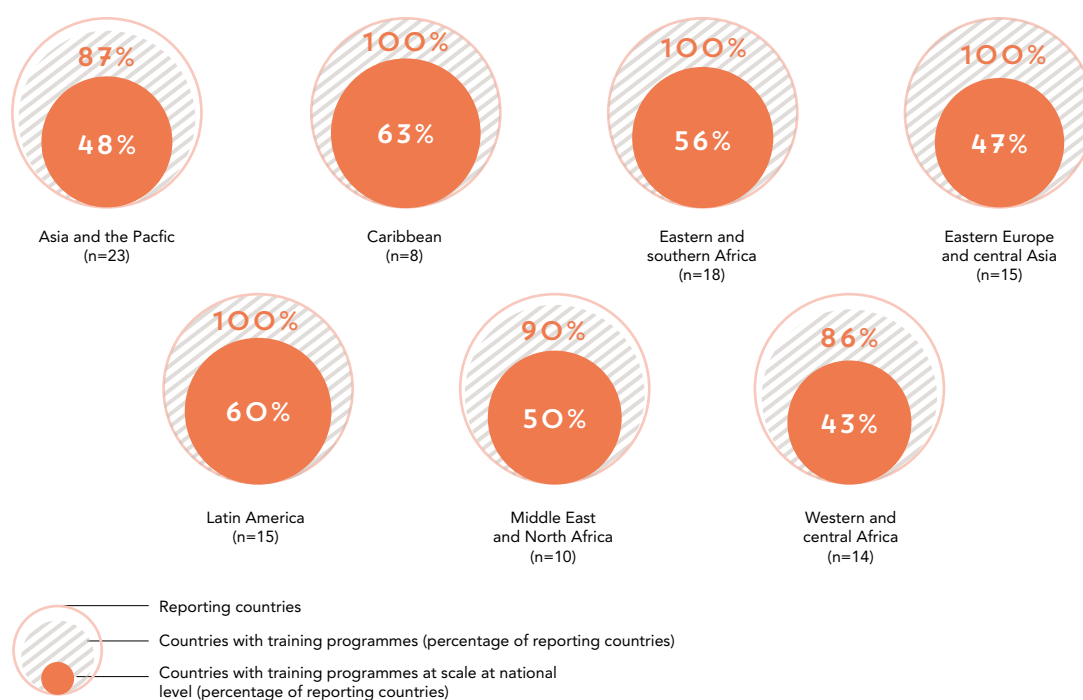 87%
48%
Asia and the Pacfic
(n=23)
100%
63%
Caribbean
(n=8)
100%
56%
Eastern and
southern Africa
(n=18)
100%
47%
Eastern Europe
and central Asia
(n=15)
100%
60%
Latin America
(n=15)
90%
50%
Middle East
and North Africa
(n=10)
86%
43%
Western and
central Africa
(n=14)
Reporting countries
Countries with training programmes (percentage of reporting countries)
Countries with training programmes at scale at national
level (percentage of reporting countries)